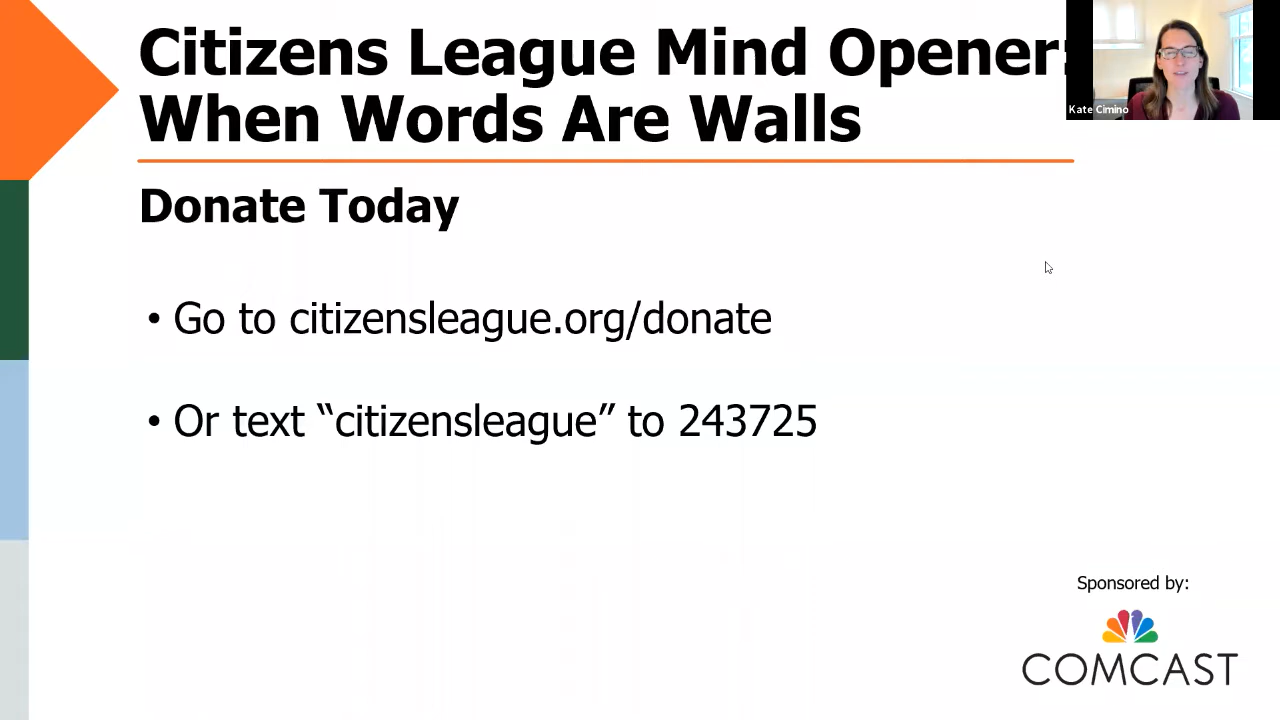 Citizens League Mind Opener:
When Words Are Walls
Kate Cimino
Donate Today
• Go to citizensleague.org/donate
• Or text “citizensleague” to 243725
Sponsored by:
COMCAST